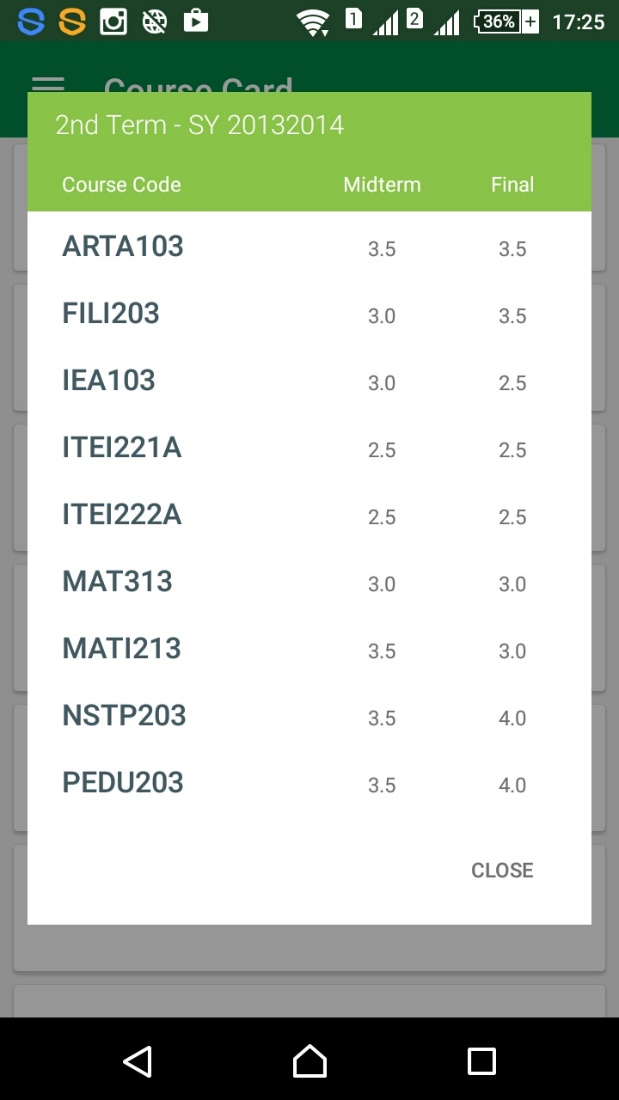 1 2 36% 17:25
Course Card
2nd Term - SY 20132014
Course Code Midterm Final
ARTA103 3.5 3.5
FILI203 3.0 3.5
IEA103 3.0 2.5
ITEI221A 2.5 2.5
ITEI222A 2.5 2.5
MAT313 3.0 3.0
MATI213 3.5 3.0
NSTP203 3.5 4.0
PEDU203 3.5 4.0
CLOSE